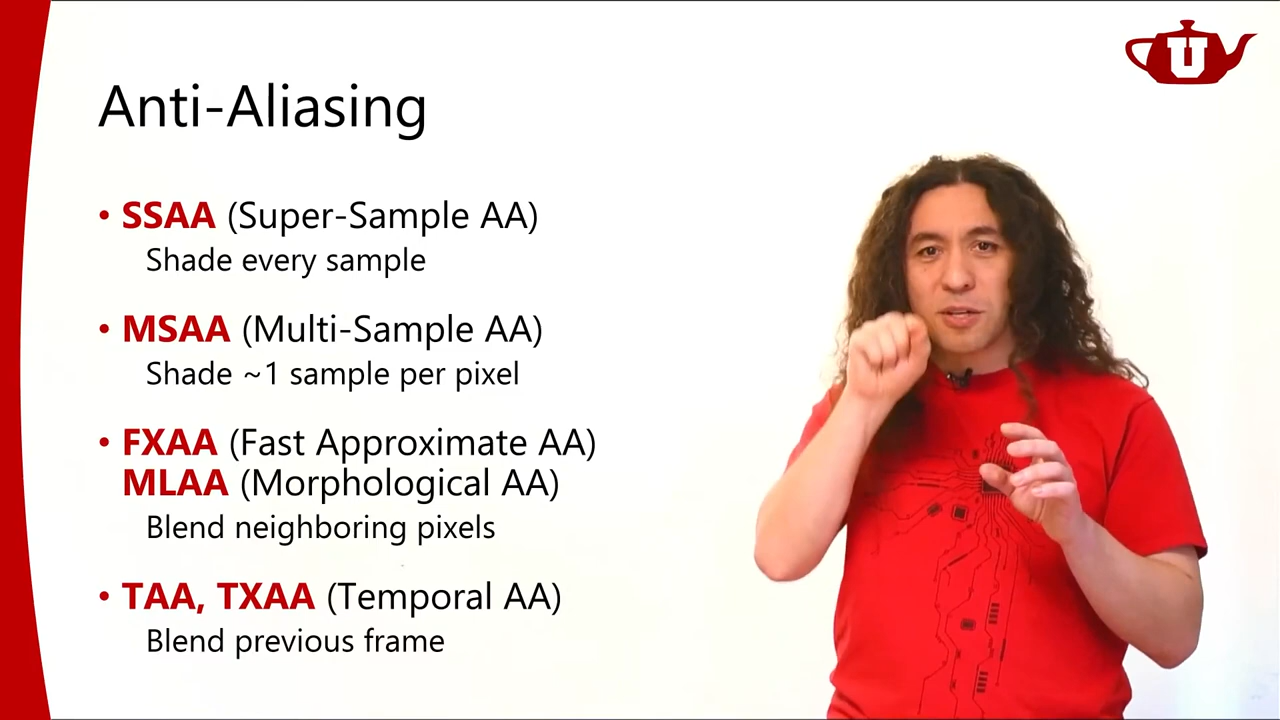 U
Anti-Aliasing
• SSAA (Super-Sample AA)
Shade every sample
• MSAA (Multi-Sample AA)
Shade ~1 sample per pixel
• FXAA (Fast Approximate AA)
MLAA (Morphological AA)
Blend neighboring pixels
• TAA, TXAA (Temporal AA)
Blend previous frame